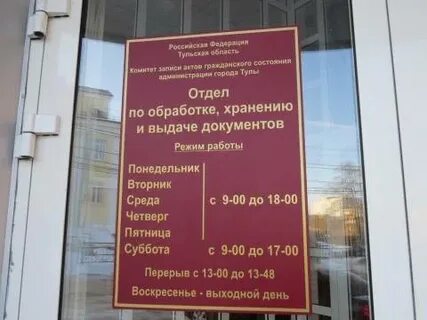 Российская Федерация
Тульская область
Комитет записи актов гражданского состояния
администрации города Тулы
Отдел
по обработке, хранению
и выдаче документов
Режим работы
Понедельник
Вторник
Среда с 9-00 до 18-00
Четверг
Пятница
Суббота с 9-00 до 17-00
Перерыв с 13-00 до 13-48
Воскресенье - выходной день